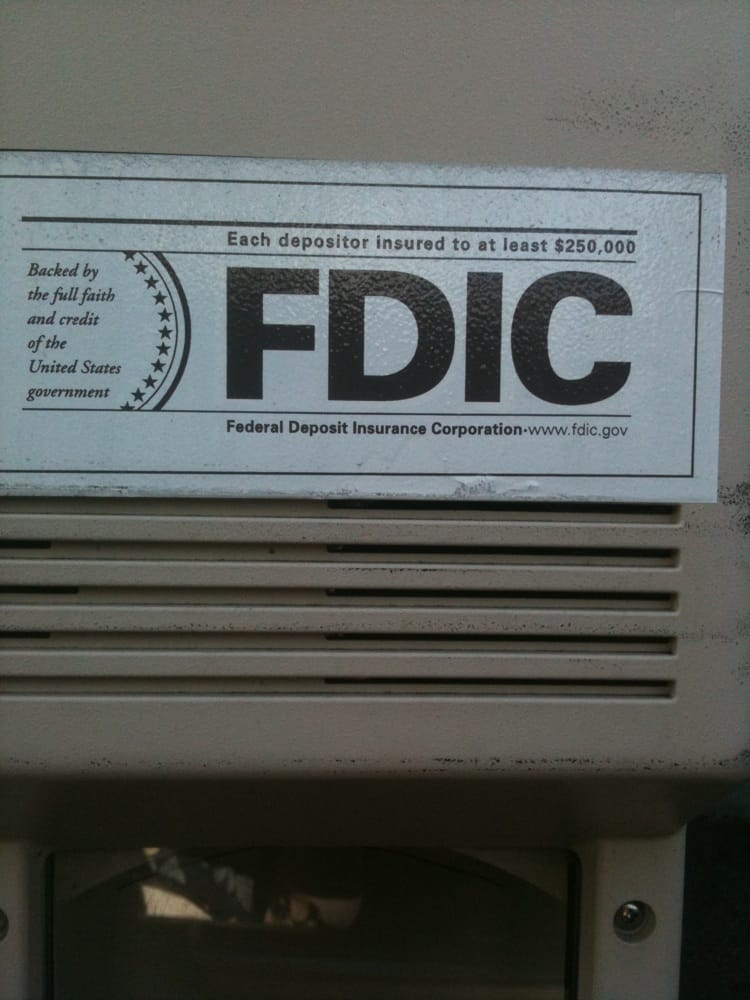 Each depositor insured to at least $250,000
Backed by
the full faith
and credit
of the
United States
government
FDIC
Federal Deposit Insurance Corporation·www.fdic.gov